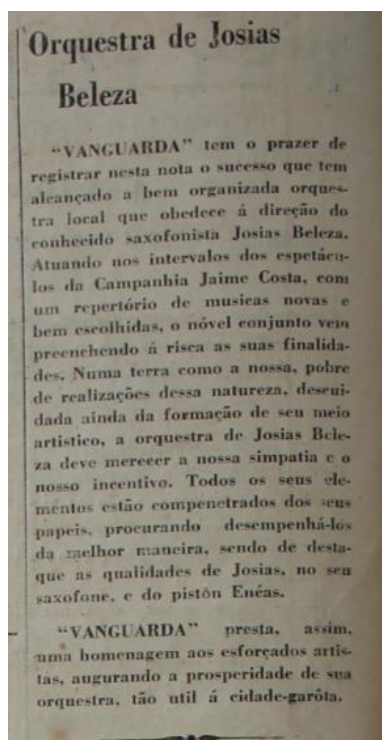 Orquestra de Josias
Beleza
"VANGUARDA" tem o prazer de
registrar nesta nota o sucesso que tem
alcançado a bem organizada orques-
tra local que obedece á direção do
conhecido saxofonista Josias Beleza.
Atuando nos intervalos dos espetácu-
los da Campanhia Jaime Costa, com
um repertório de musicas novas e
bem escolhidas, o nóvel conjunto vem
preenchendo á risca as suas finalida-
des. Numa terra como a nossa, pobre
de realizações dessa natureza, descui-
dada ainda da formação de seu meio
artistico, a orquestra de Josias Bele-
za deve merecer a nossa simpatia e o
nosso incentivo. Todos os seus ele-
mentos estão compenetrados dos seus
papeis, procurando desempenhá-los
da melhor maneira, sendo de desta-
que as qualidades de Josias, no seu
saxofone, e do pistôn Enéas.
"VANGUARDA" presta, assim,
uma homenagem aos esforçados artis-
tas, augurando a prosperidade de sua
orquestra, tão util á cidade-garôta.